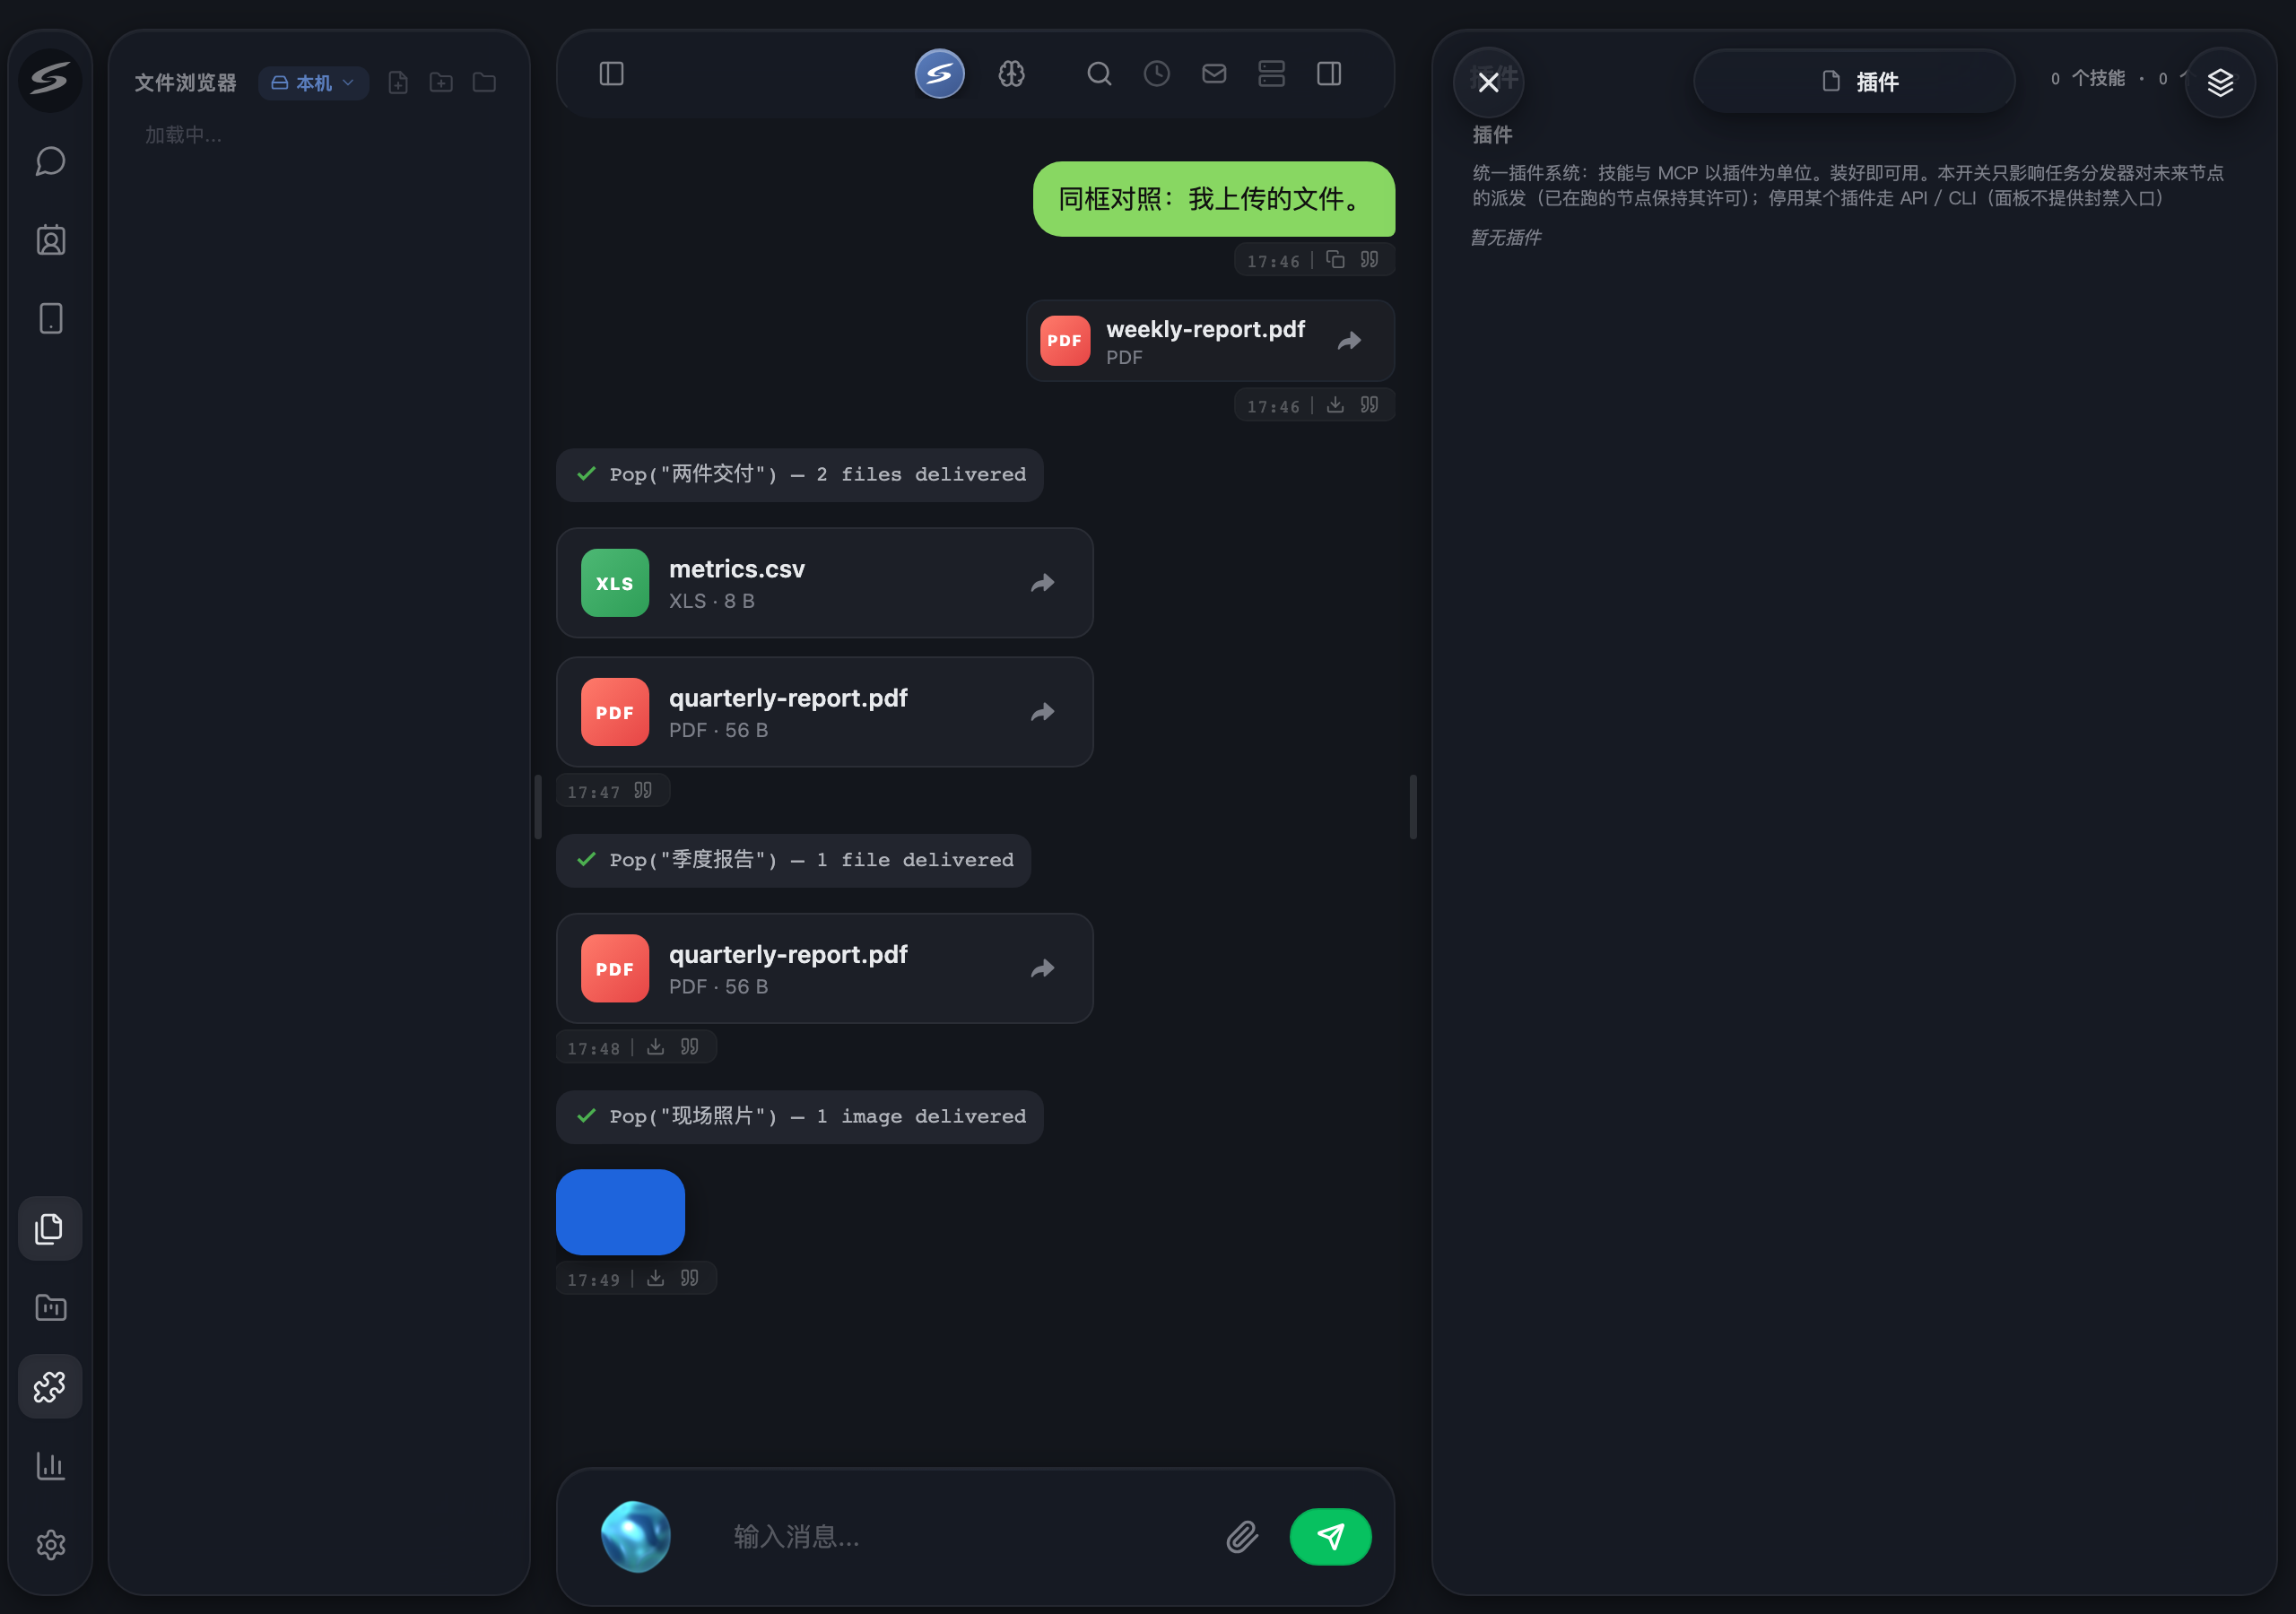 文件浏览器
本机
加载中...
同框对照：我上传的文件。
17:46
PDF
weekly-report.pdf
PDF
17:46
Pop("两件交付") — 2 files delivered
XLS
metrics.csv
XLS · 8 B
PDF
quarterly-report.pdf
PDF · 56 B
17:47
Pop("季度报告") — 1 file delivered
PDF
quarterly-report.pdf
PDF · 56 B
17:48
Pop("现场照片") — 1 image delivered
17:49
输入消息...
插件
插件
0 个技能 · 0 个
插件
统一插件系统：技能与 MCP 以插件为单位。装好即可用。本开关只影响任务分发器对未来节点
的派发（已在跑的节点保持其许可）；停用某个插件走 API / CLI（面板不提供封禁入口）
暂无插件